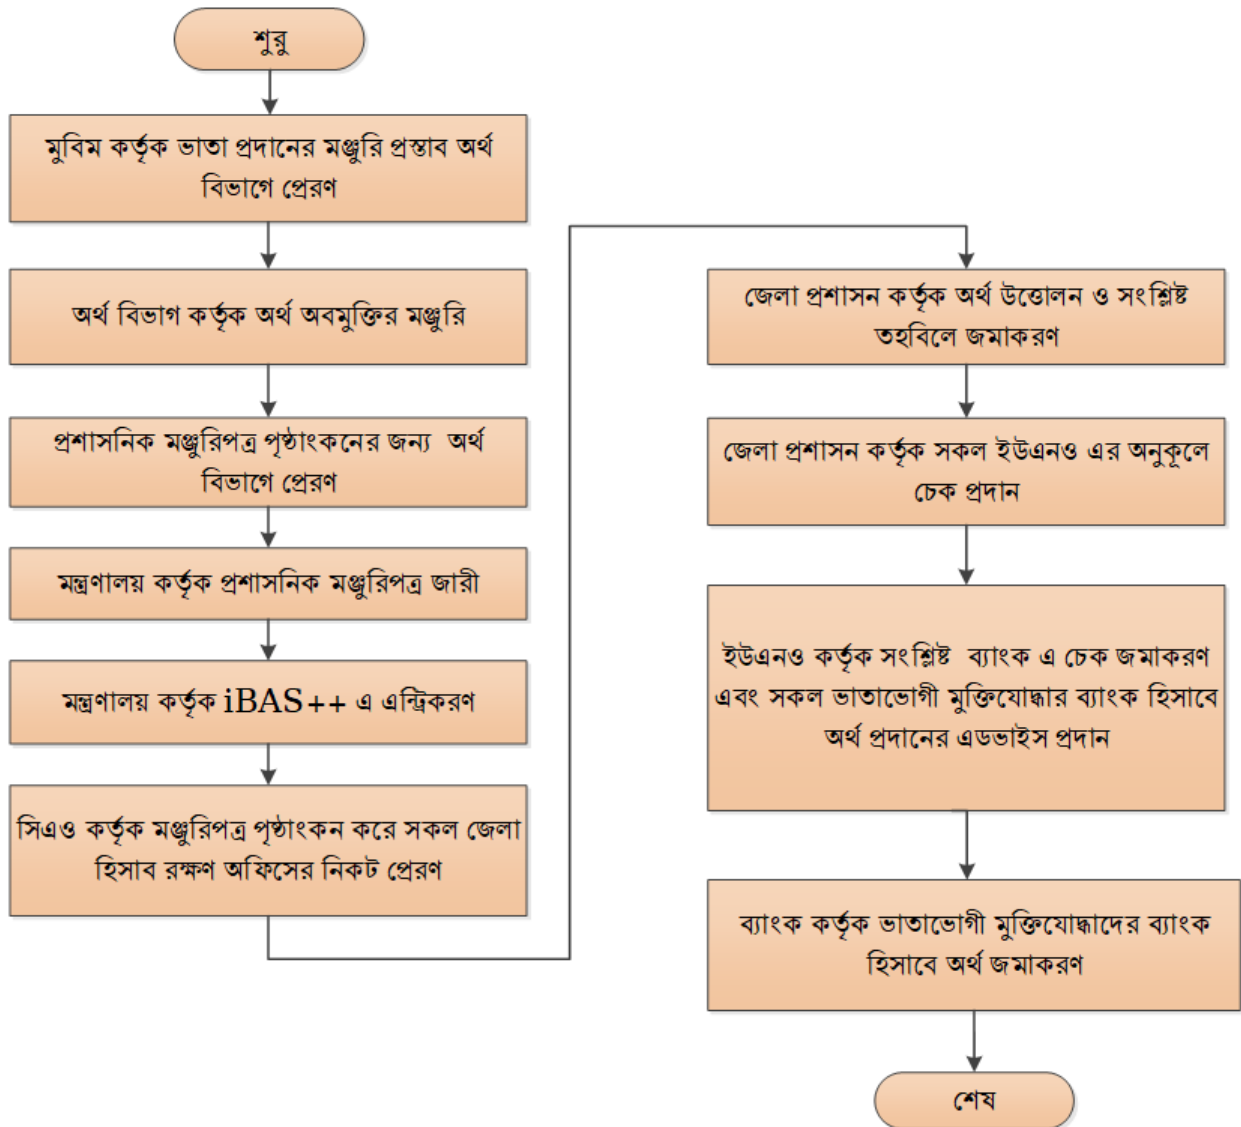 শুরু
মুবিম কর্তৃক ভাতা প্রদানের মঞ্জুরি প্রস্তাব অর্থ
বিভাগে প্রেরণ
অর্থ বিভাগ কর্তৃক অর্থ অবমুক্তির মঞ্জুরি
প্রশাসনিক মঞ্জুরিপত্র পৃষ্ঠাংকনের জন্য অর্থ
বিভাগে প্রেরণ
মন্ত্রণালয় কর্তৃক প্রশাসনিক মঞ্জুরিপত্র জারী
মন্ত্রণালয় কর্তৃক iBAS++ এ এন্ট্রিকরণ
সিএও কর্তৃক মঞ্জুরিপত্র পৃষ্ঠাংকন করে সকল জেলা
হিসাব রক্ষণ অফিসের নিকট প্রেরণ
জেলা প্রশাসন কর্তৃক অর্থ উত্তোলন ও সংশ্লিষ্ট
তহবিলে জমাকরণ
জেলা প্রশাসন কর্তৃক সকল ইউএনও এর অনুকূলে
চেক প্রদান
ইউএনও কর্তৃক সংশ্লিষ্ট ব্যাংক এ চেক জমাকরণ
এবং সকল ভাতাভোগী মুক্তিযোদ্ধার ব্যাংক হিসাবে
অর্থ প্রদানের এডভাইস প্রদান
ব্যাংক কর্তৃক ভাতাভোগী মুক্তিযোদ্ধাদের ব্যাংক
হিসাবে অর্থ জমাকরণ
শেষ